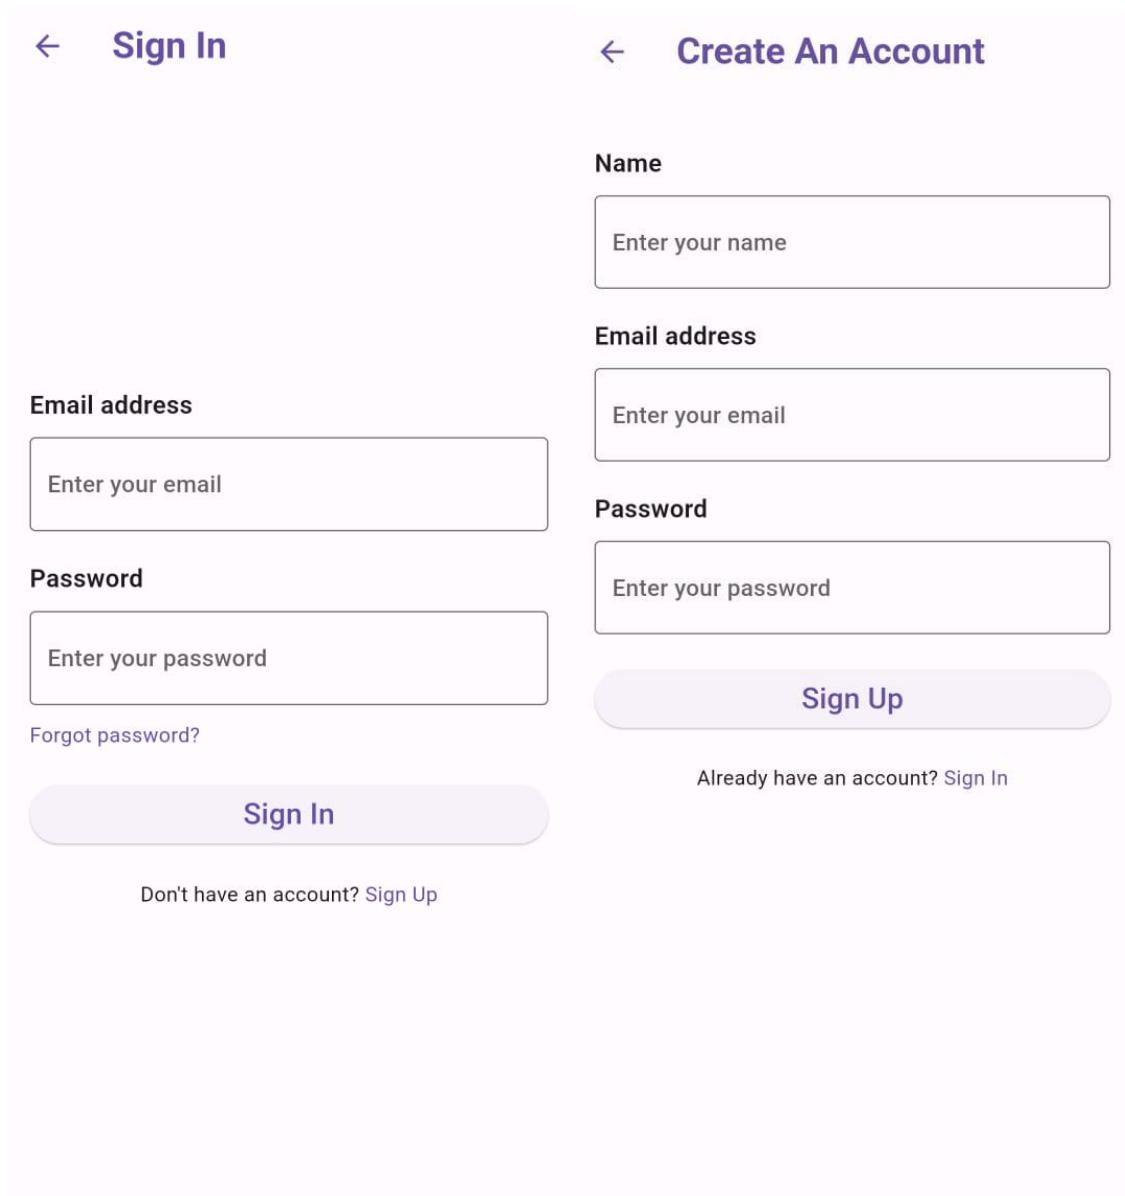 Sign In
Email address
Enter your email
Password
Enter your password
Forgot password?
Sign In
Don't have an account? Sign Up
Create An Account
Name
Enter your name
Email address
Enter your email
Password
Enter your password
Sign Up
Already have an account? Sign In